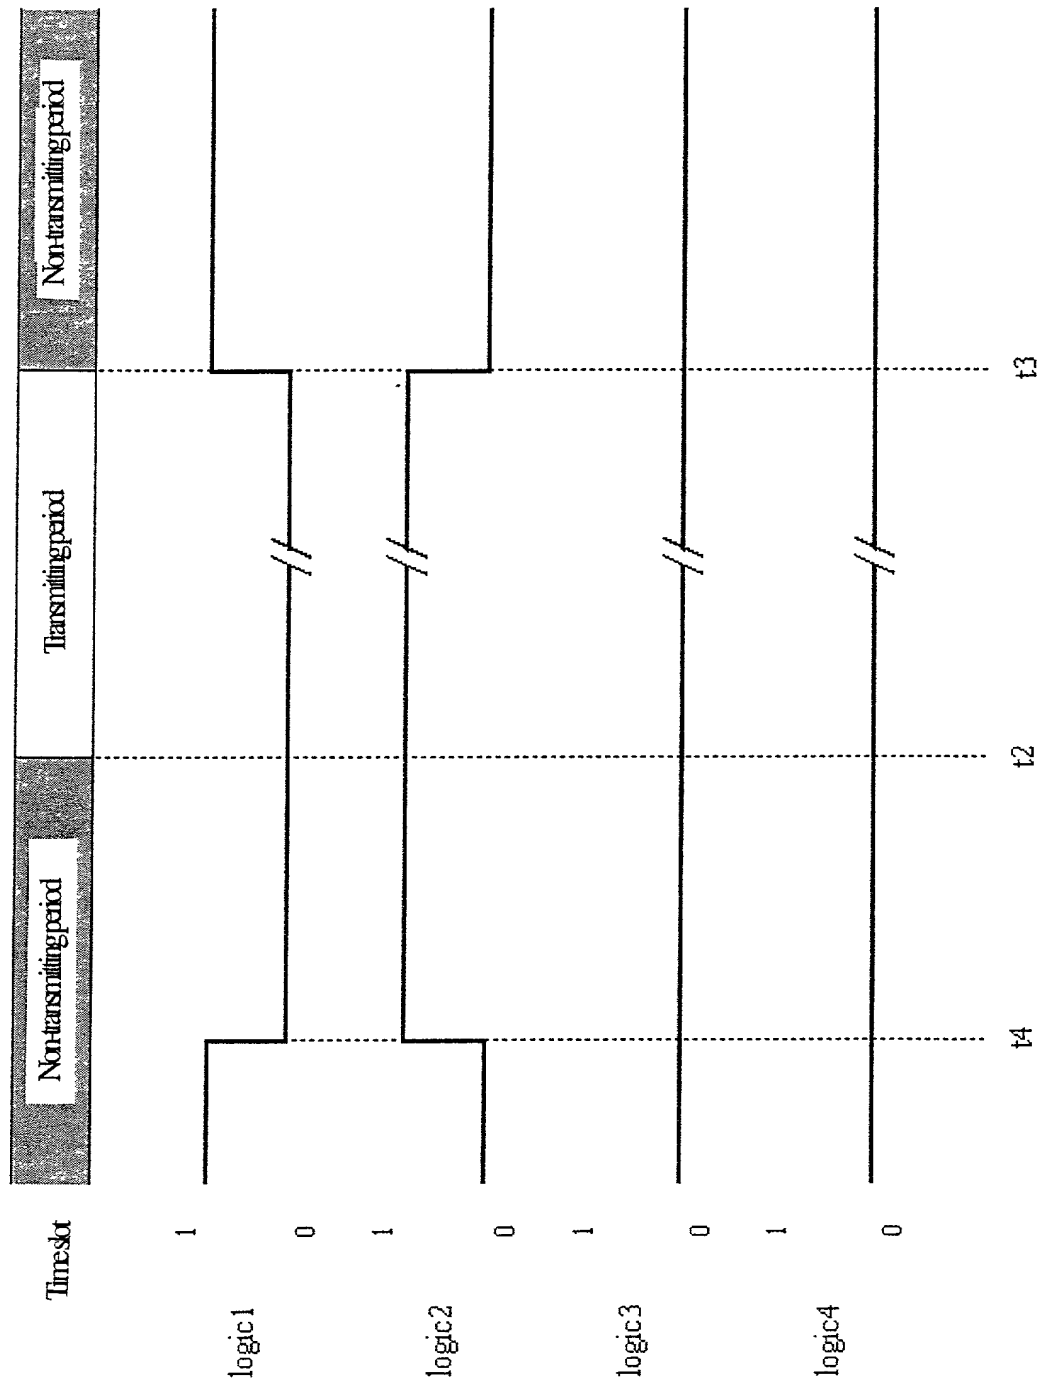 Timeslot
Non-transmitting period
Transmitting period
Non-transmitting period
logic1
1
0
logic2
1
0
logic3
1
0
logic4
1
0
t4
t2
t3